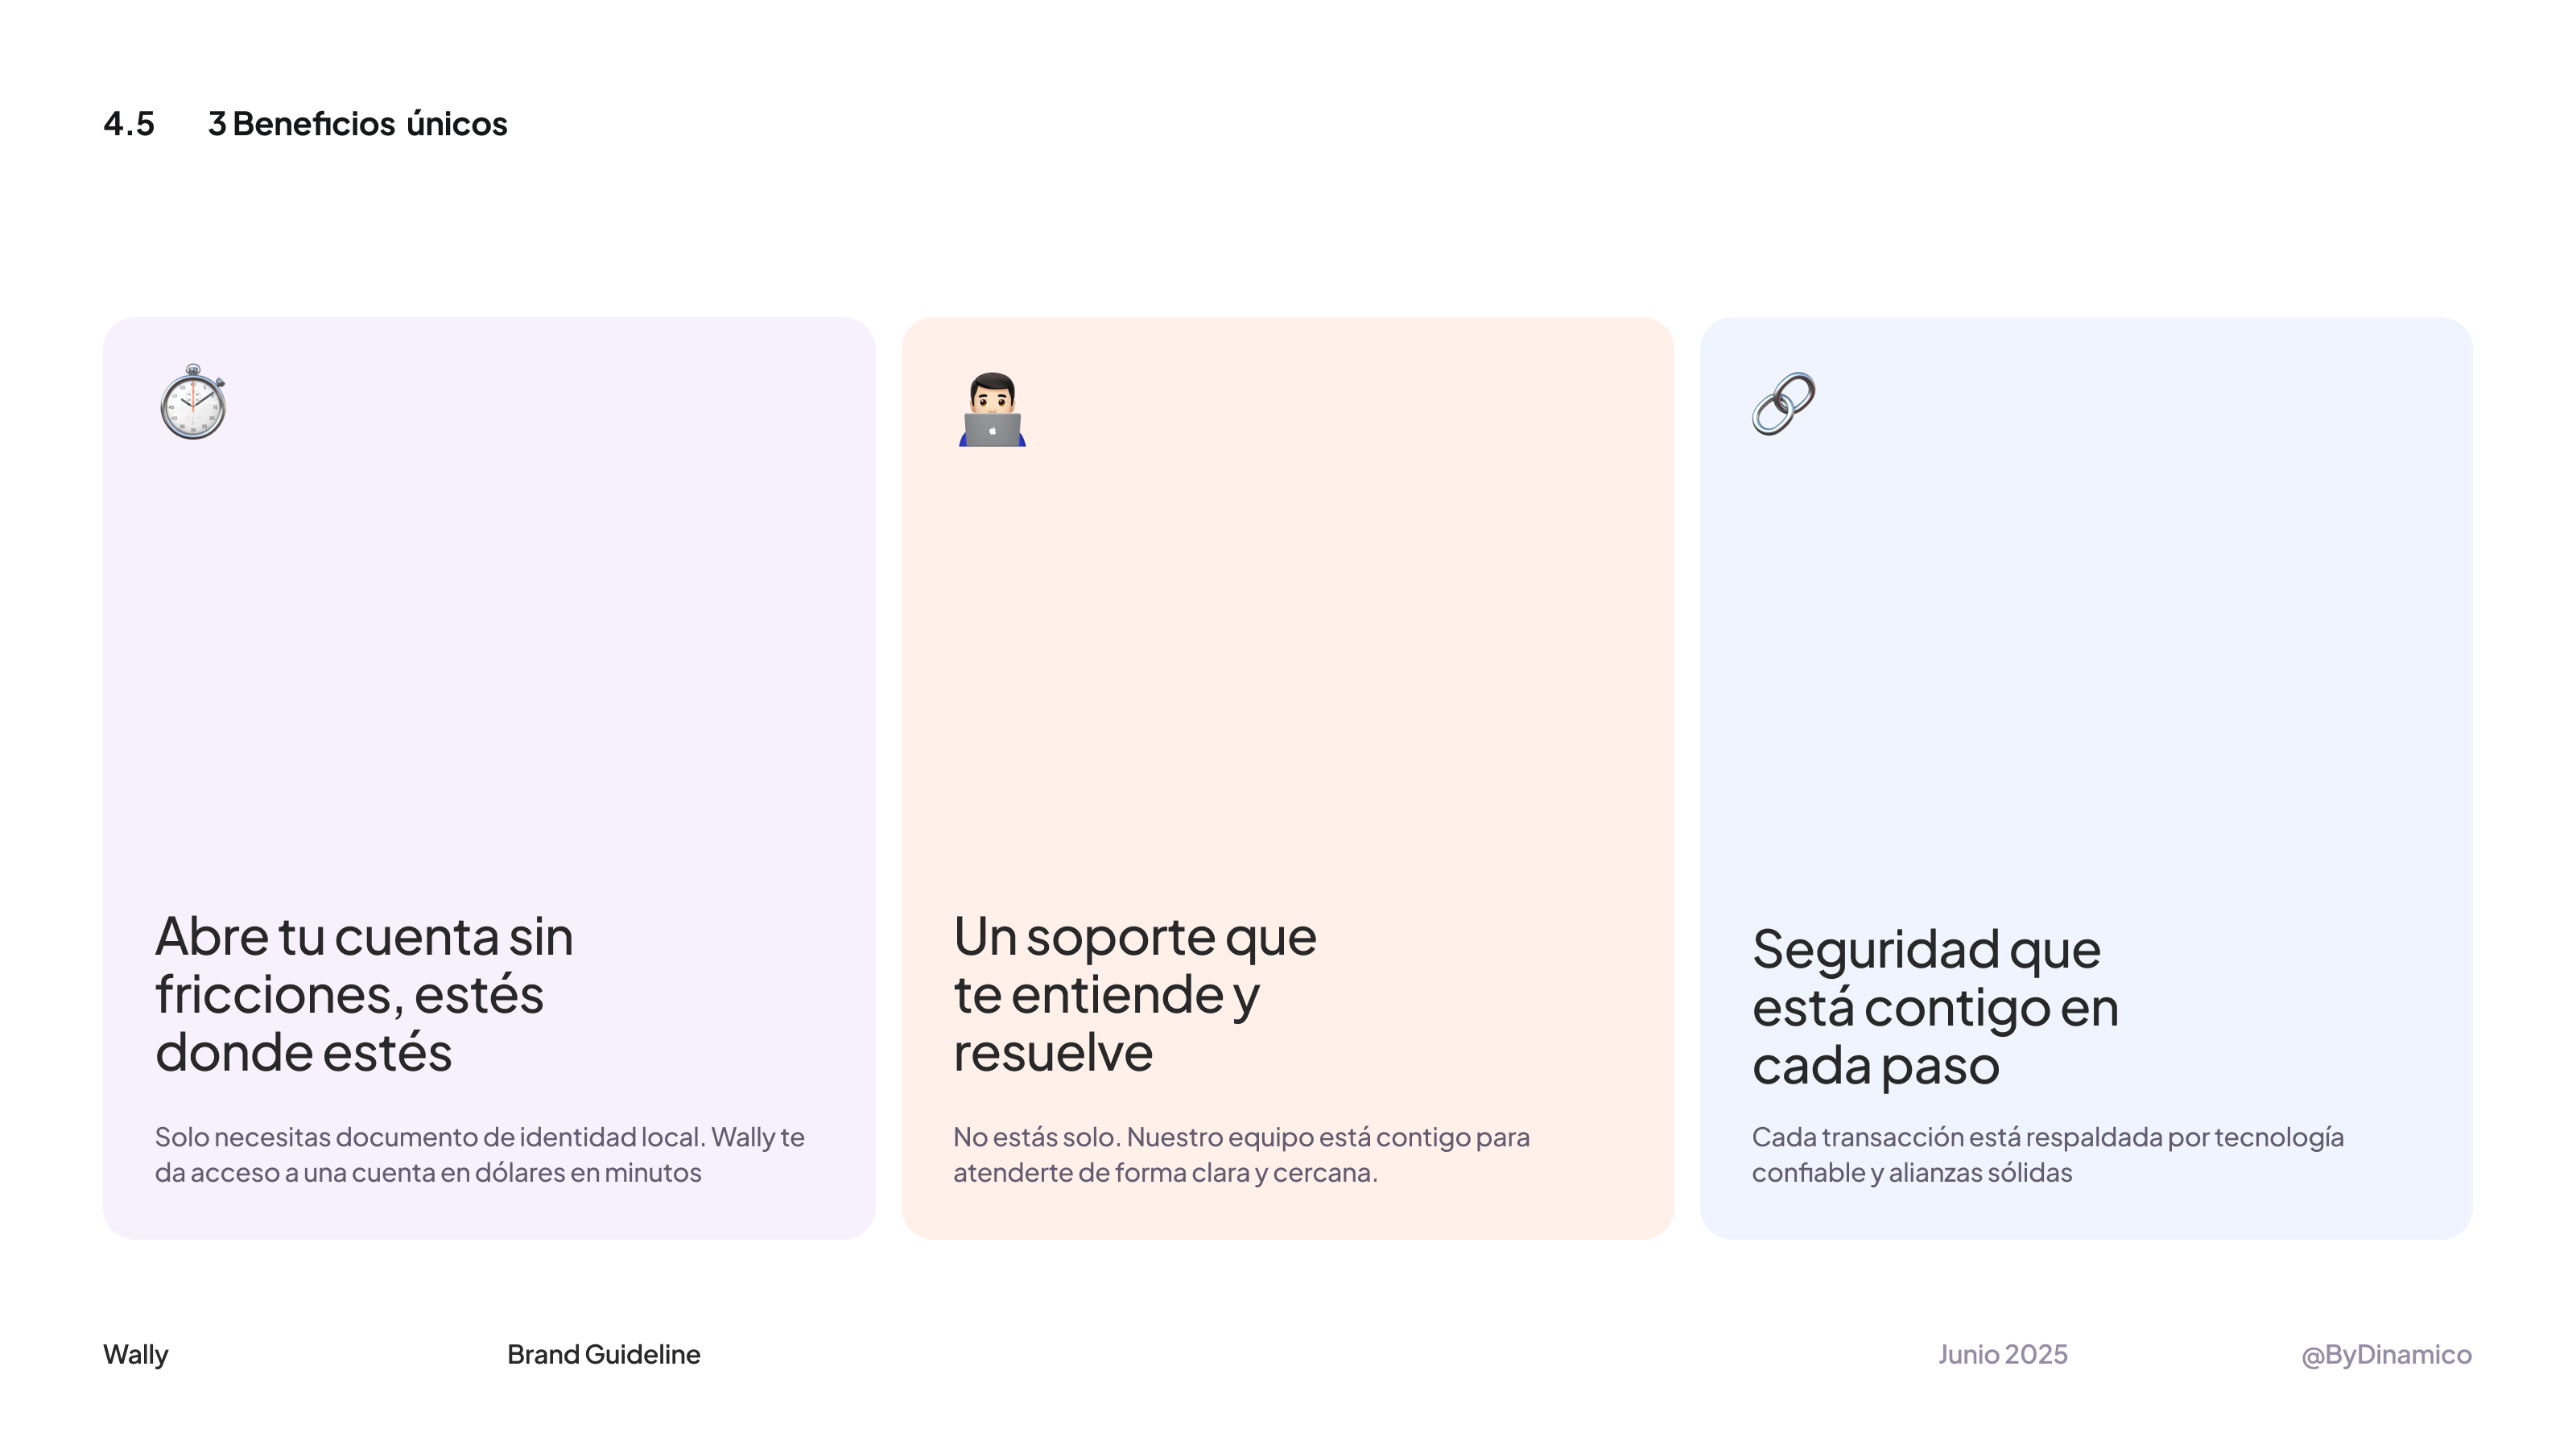 4.5 3 Beneficios únicos
Abre tu cuenta sin
fricciones, estés
donde estés
Solo necesitas documento de identidad local. Wally te
da acceso a una cuenta en dólares en minutos
Un soporte que
te entiende y
resuelve
No estás solo. Nuestro equipo está contigo para
atenderte de forma clara y cercana.
Seguridad que
está contigo en
cada paso
Cada transacción está respaldada por tecnología
confiable y alianzas sólidas
Wally
Brand Guideline
Junio 2025
@ByDinamico